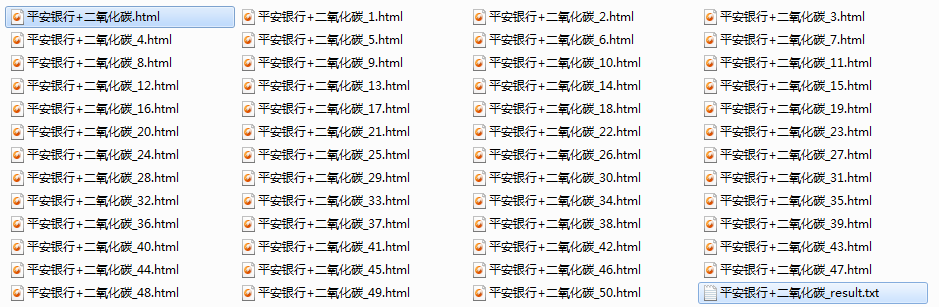 平安银行+二氧化碳.html 平安银行+二氧化碳_1.html 平安银行+二氧化碳_2.html 平安银行+二氧化碳_3.html
平安银行+二氧化碳_4.html 平安银行+二氧化碳_5.html 平安银行+二氧化碳_6.html 平安银行+二氧化碳_7.html
平安银行+二氧化碳_8.html 平安银行+二氧化碳_9.html 平安银行+二氧化碳_10.html 平安银行+二氧化碳_11.html
平安银行+二氧化碳_12.html 平安银行+二氧化碳_13.html 平安银行+二氧化碳_14.html 平安银行+二氧化碳_15.html
平安银行+二氧化碳_16.html 平安银行+二氧化碳_17.html 平安银行+二氧化碳_18.html 平安银行+二氧化碳_19.html
平安银行+二氧化碳_20.html 平安银行+二氧化碳_21.html 平安银行+二氧化碳_22.html 平安银行+二氧化碳_23.html
平安银行+二氧化碳_24.html 平安银行+二氧化碳_25.html 平安银行+二氧化碳_26.html 平安银行+二氧化碳_27.html
平安银行+二氧化碳_28.html 平安银行+二氧化碳_29.html 平安银行+二氧化碳_30.html 平安银行+二氧化碳_31.html
平安银行+二氧化碳_32.html 平安银行+二氧化碳_33.html 平安银行+二氧化碳_34.html 平安银行+二氧化碳_35.html
平安银行+二氧化碳_36.html 平安银行+二氧化碳_37.html 平安银行+二氧化碳_38.html 平安银行+二氧化碳_39.html
平安银行+二氧化碳_40.html 平安银行+二氧化碳_41.html 平安银行+二氧化碳_42.html 平安银行+二氧化碳_43.html
平安银行+二氧化碳_44.html 平安银行+二氧化碳_45.html 平安银行+二氧化碳_46.html 平安银行+二氧化碳_47.html
平安银行+二氧化碳_48.html 平安银行+二氧化碳_49.html 平安银行+二氧化碳_50.html 平安银行+二氧化碳_result.txt